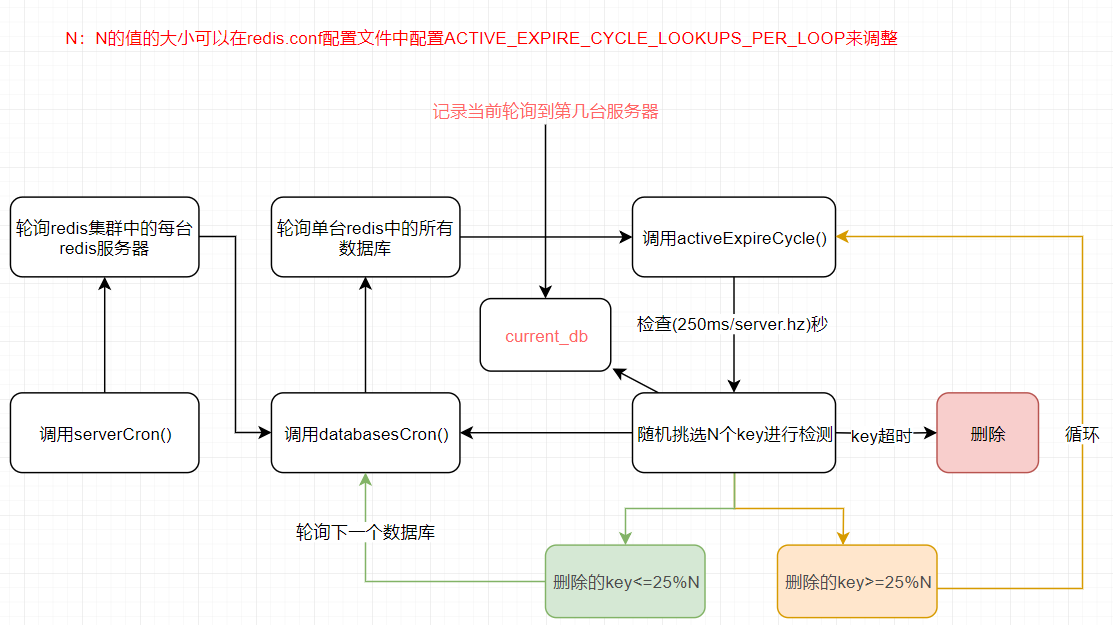 N：N的值的大小可以在redis.conf配置文件中配置ACTIVE_EXPIRE_CYCLE_LOOKUPS_PER_LOOP来调整
记录当前轮询到第几台服务器
轮询redis集群中的每台
redis服务器
轮询单台redis中的所有
数据库
调用activeExpireCycle()
current_db
检查(250ms/server.hz)秒
调用serverCron()
调用databasesCron()
随机挑选N个key进行检测
key超时
删除
循环
轮询下一个数据库
删除的key<=25%N
删除的key>=25%N